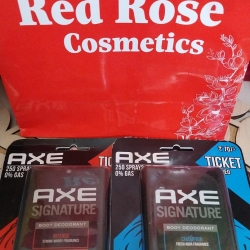 Red Rose
Cosmetics
AXE
250 SPRAYS
0% GAS
AXE
250 SPRAYS
0% GAS
TICKET
TICKET
AXE
SIGNATURE
BODY DEODORANT
AXE
SIGNATURE
BODY DEODORANT